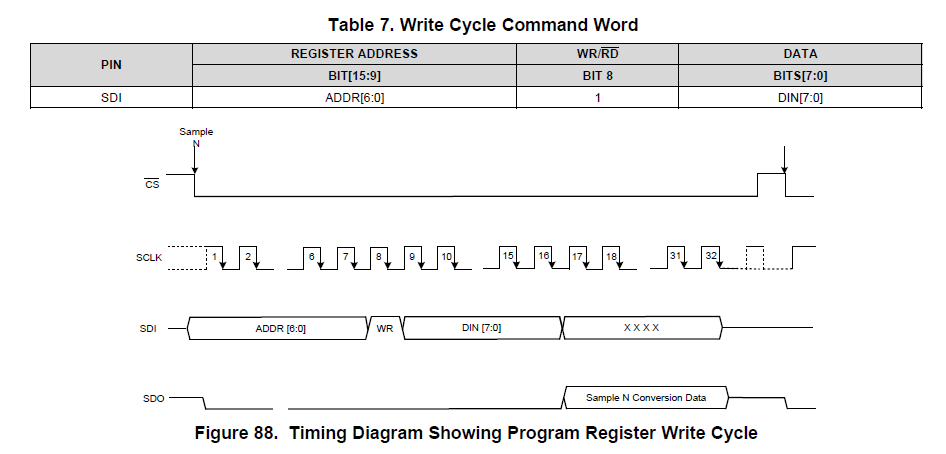 Table 7. Write Cycle Command Word
PIN REGISTER ADDRESS WR/RD DATA
BIT[15:9] BIT 8 BITS[7:0]
SDI ADDR[6:0] 1 DIN[7:0]
Sample
N
CS
SCLK 1 2 6 7 8 9 10 15 16 17 18 31 32
SDI ADDR [6:0] WR DIN [7:0] X X X X
SDO Sample N Conversion Data
Figure 88. Timing Diagram Showing Program Register Write Cycle